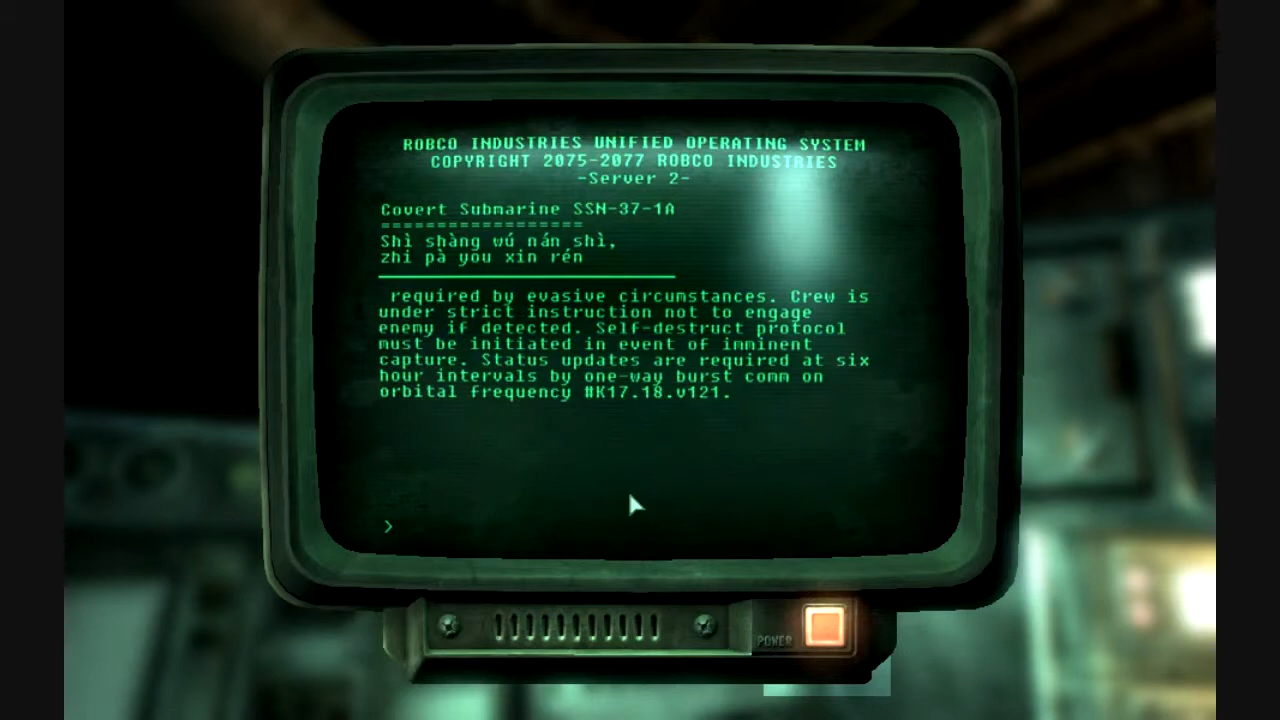 ROBCO INDUSTRIES UNIFIED OPERATING SYSTEM
COPYRIGHT 2075-2077 ROBCO INDUSTRIES
-Server 2-
Covert Submarine SSN-37-1A
==================
Shì shàng wú nán shì,
zhi pà you xin rén
required by evasive circumstances. Crew is
under strict instruction not to engage
enemy if detected. Self-destruct protocol
must be initiated in event of imminent
capture. Status updates are required at six
hour intervals by one-way burst comm on
orbital frequency #K17.18.v121.
>
POWER